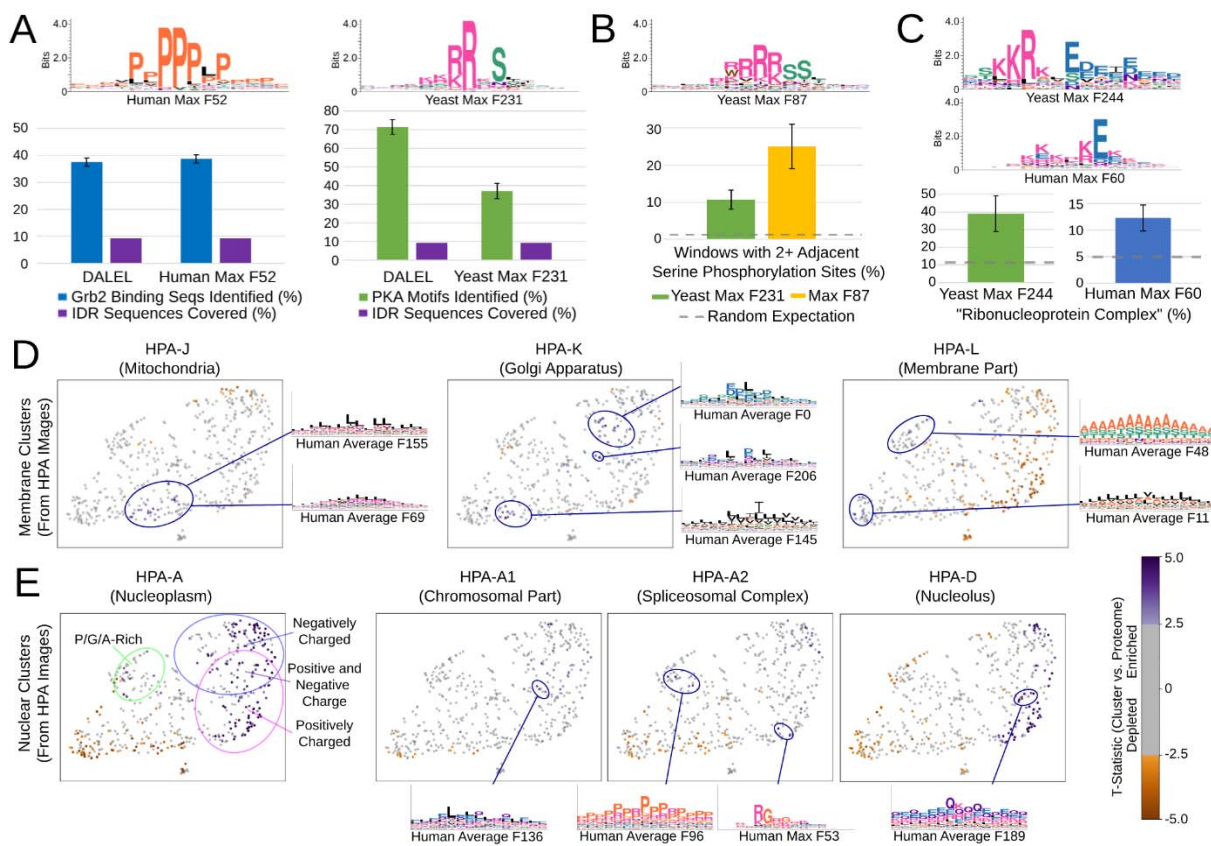 A
B
C
4.0
2.0
0
Bits
Human Max F52
4.0
2.0
0
Bits
Yeast Max F231
4.0
2.0
0
Bits
Yeast Max F87
4.0
2.0
0
Bits
Yeast Max F244
4.0
2.0
0
Bits
Human Max F60
50
40
30
20
10
0
DALEL
Human Max F52
Grb2 Binding Seqs Identified (%)
IDR Sequences Covered (%)
80
70
60
50
40
30
20
10
0
DALEL
Yeast Max F231
PKA Motifs Identified (%)
IDR Sequences Covered (%)
30
20
10
0
Windows with 2+ Adjacent
Serine Phosphorylation Sites (%)
Yeast Max F231
Max F87
Random Expectation
50
40
30
20
10
0
Yeast Max F244
15
10
5
0
Human Max F60
"Ribonucleoprotein Complex" (%)
D
Membrane Clusters
(From HPA Images)
HPA-J
(Mitochondria)
Human Average F155
Human Average F69
HPA-K
(Golgi Apparatus)
Human Average F0
Human Average F206
Human Average F145
HPA-L
(Membrane Part)
Human Average F48
Human Average F11
E
Nuclear Clusters
(From HPA Images)
HPA-A
(Nucleoplasm)
P/G/A-Rich
Negatively
Charged
Positive and
Negative
Charge
Positively
Charged
HPA-A1
(Chromosomal Part)
Human Average F136
HPA-A2
(Spliceosomal Complex)
Human Average F96
Human Max F53
HPA-D
(Nucleolus)
Human Average F189
5.0
2.5
0
-2.5
-5.0
T-Statistic (Cluster vs. Proteome)
Depleted
Enriched